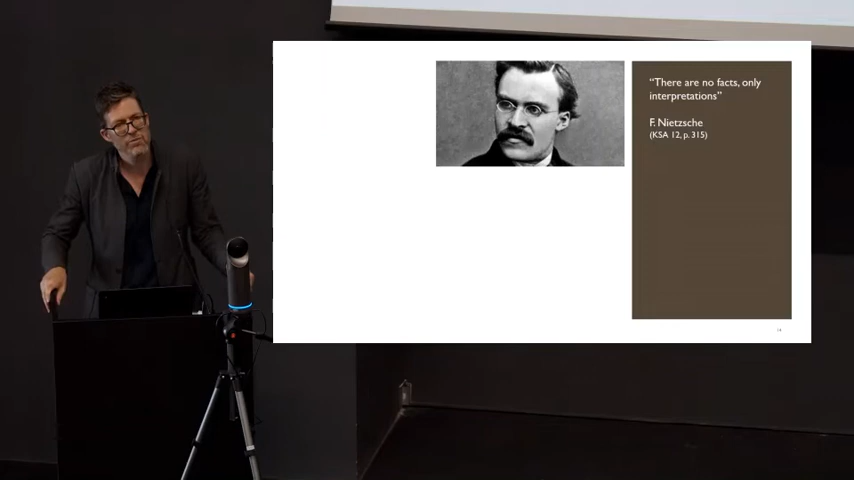 “There are no facts, only
interpretations”
F. Nietzsche
(KSA 12, p. 315)